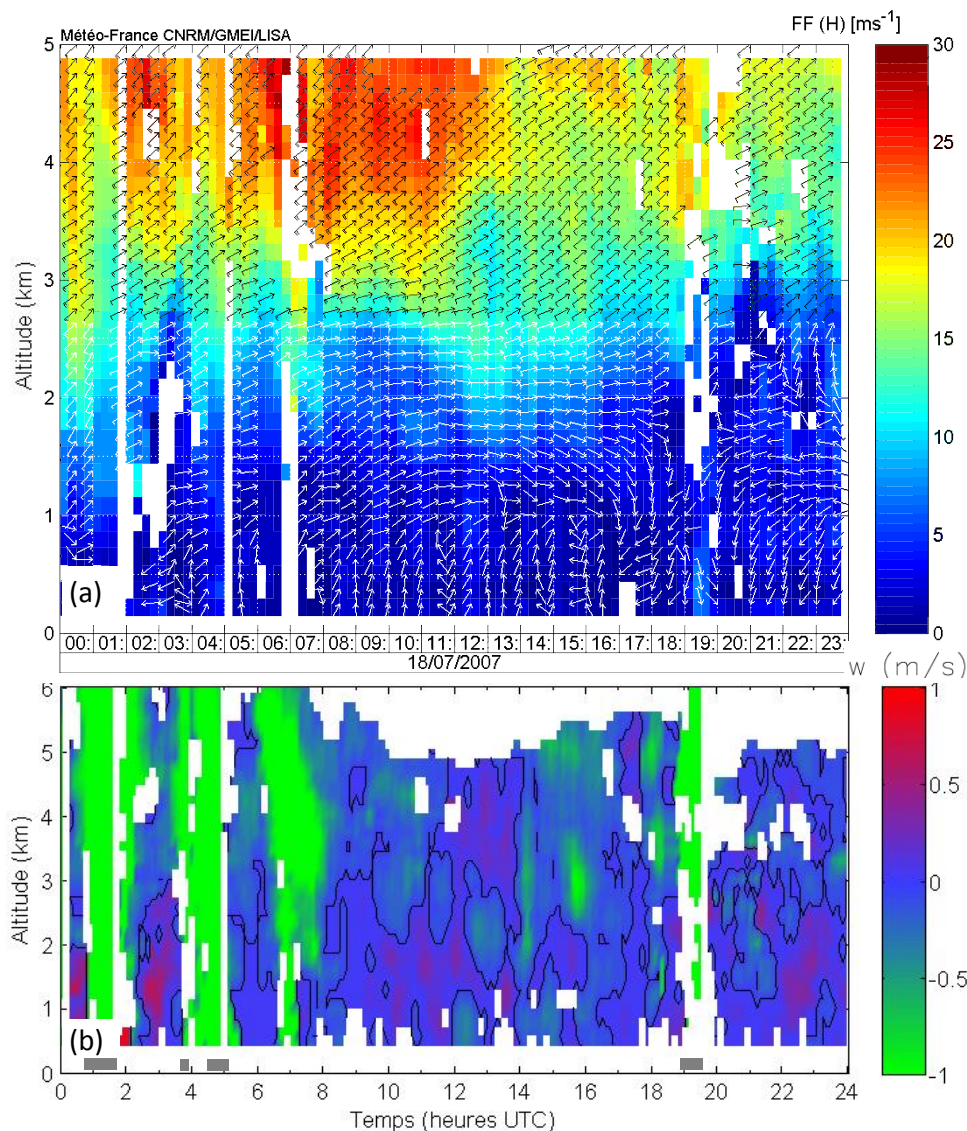 Météo-France CNRM/GMEI/LISA
FF (H) [ms⁻¹]
5
4
3
2
1
0
Altitude (km)
(a)
30
25
20
15
10
5
0
00: 01: 02: 03: 04: 05: 06: 07: 08: 09: 10: 11: 12: 13: 14: 15: 16: 17: 18: 19: 20: 21: 22: 23:
18/07/2007
w (m/s)
6
5
4
3
2
1
0
Altitude (km)
(b)
1
0.5
0
-0.5
-1
0 2 4 6 8 10 12 14 16 18 20 22 24
Temps (heures UTC)